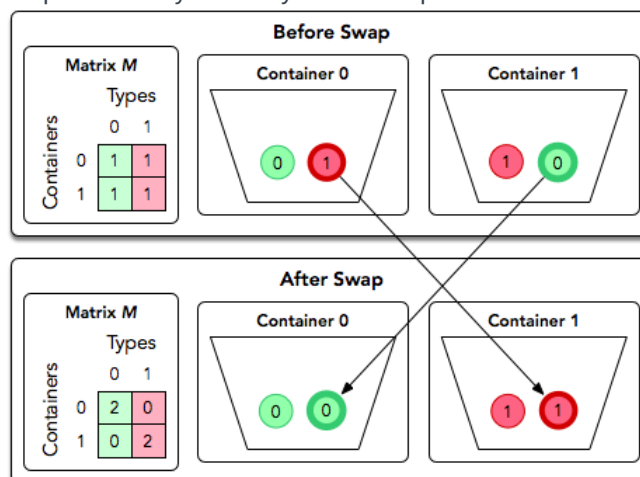 Before Swap
Matrix M
Types
0 1
Containers
0 1 1
1 1 1
Container 0
0 1
Container 1
1 0
After Swap
Matrix M
Types
0 1
Containers
0 2 0
1 0 2
Container 0
0 0
Container 1
1 1